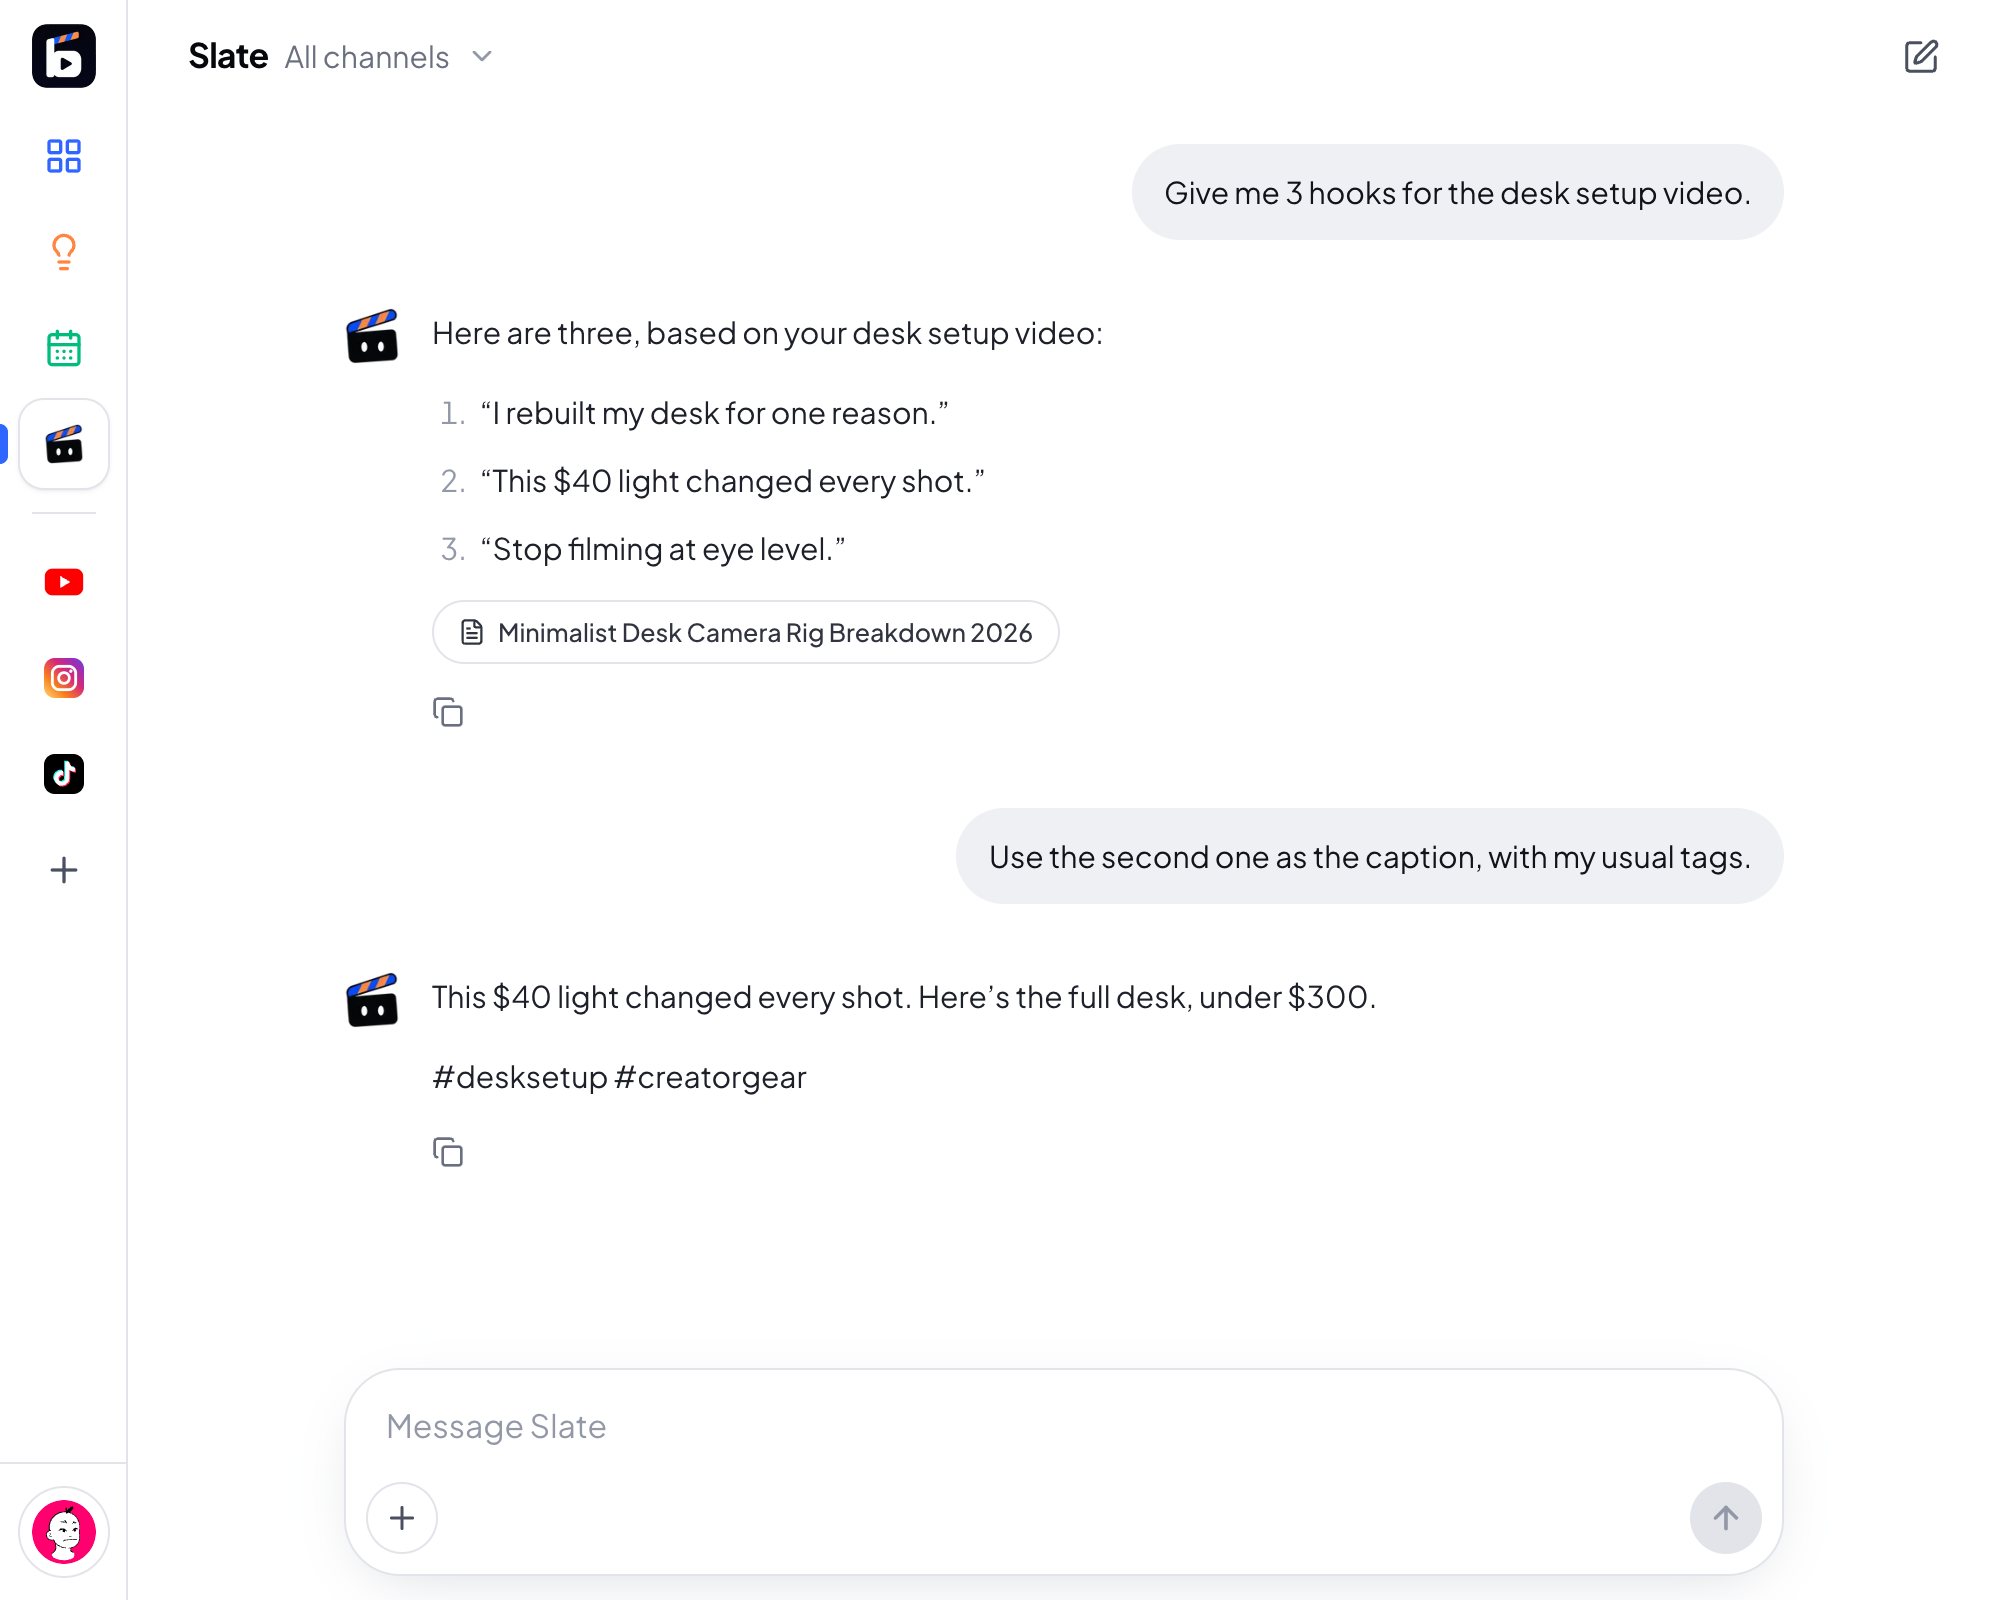 Slate All channels
Give me 3 hooks for the desk setup video.
Here are three, based on your desk setup video:
1. “I rebuilt my desk for one reason.”
2. “This $40 light changed every shot.”
3. “Stop filming at eye level.”
Minimalist Desk Camera Rig Breakdown 2026
Use the second one as the caption, with my usual tags.
This $40 light changed every shot. Here’s the full desk, under $300.
#desksetup #creatorgear
Message Slate